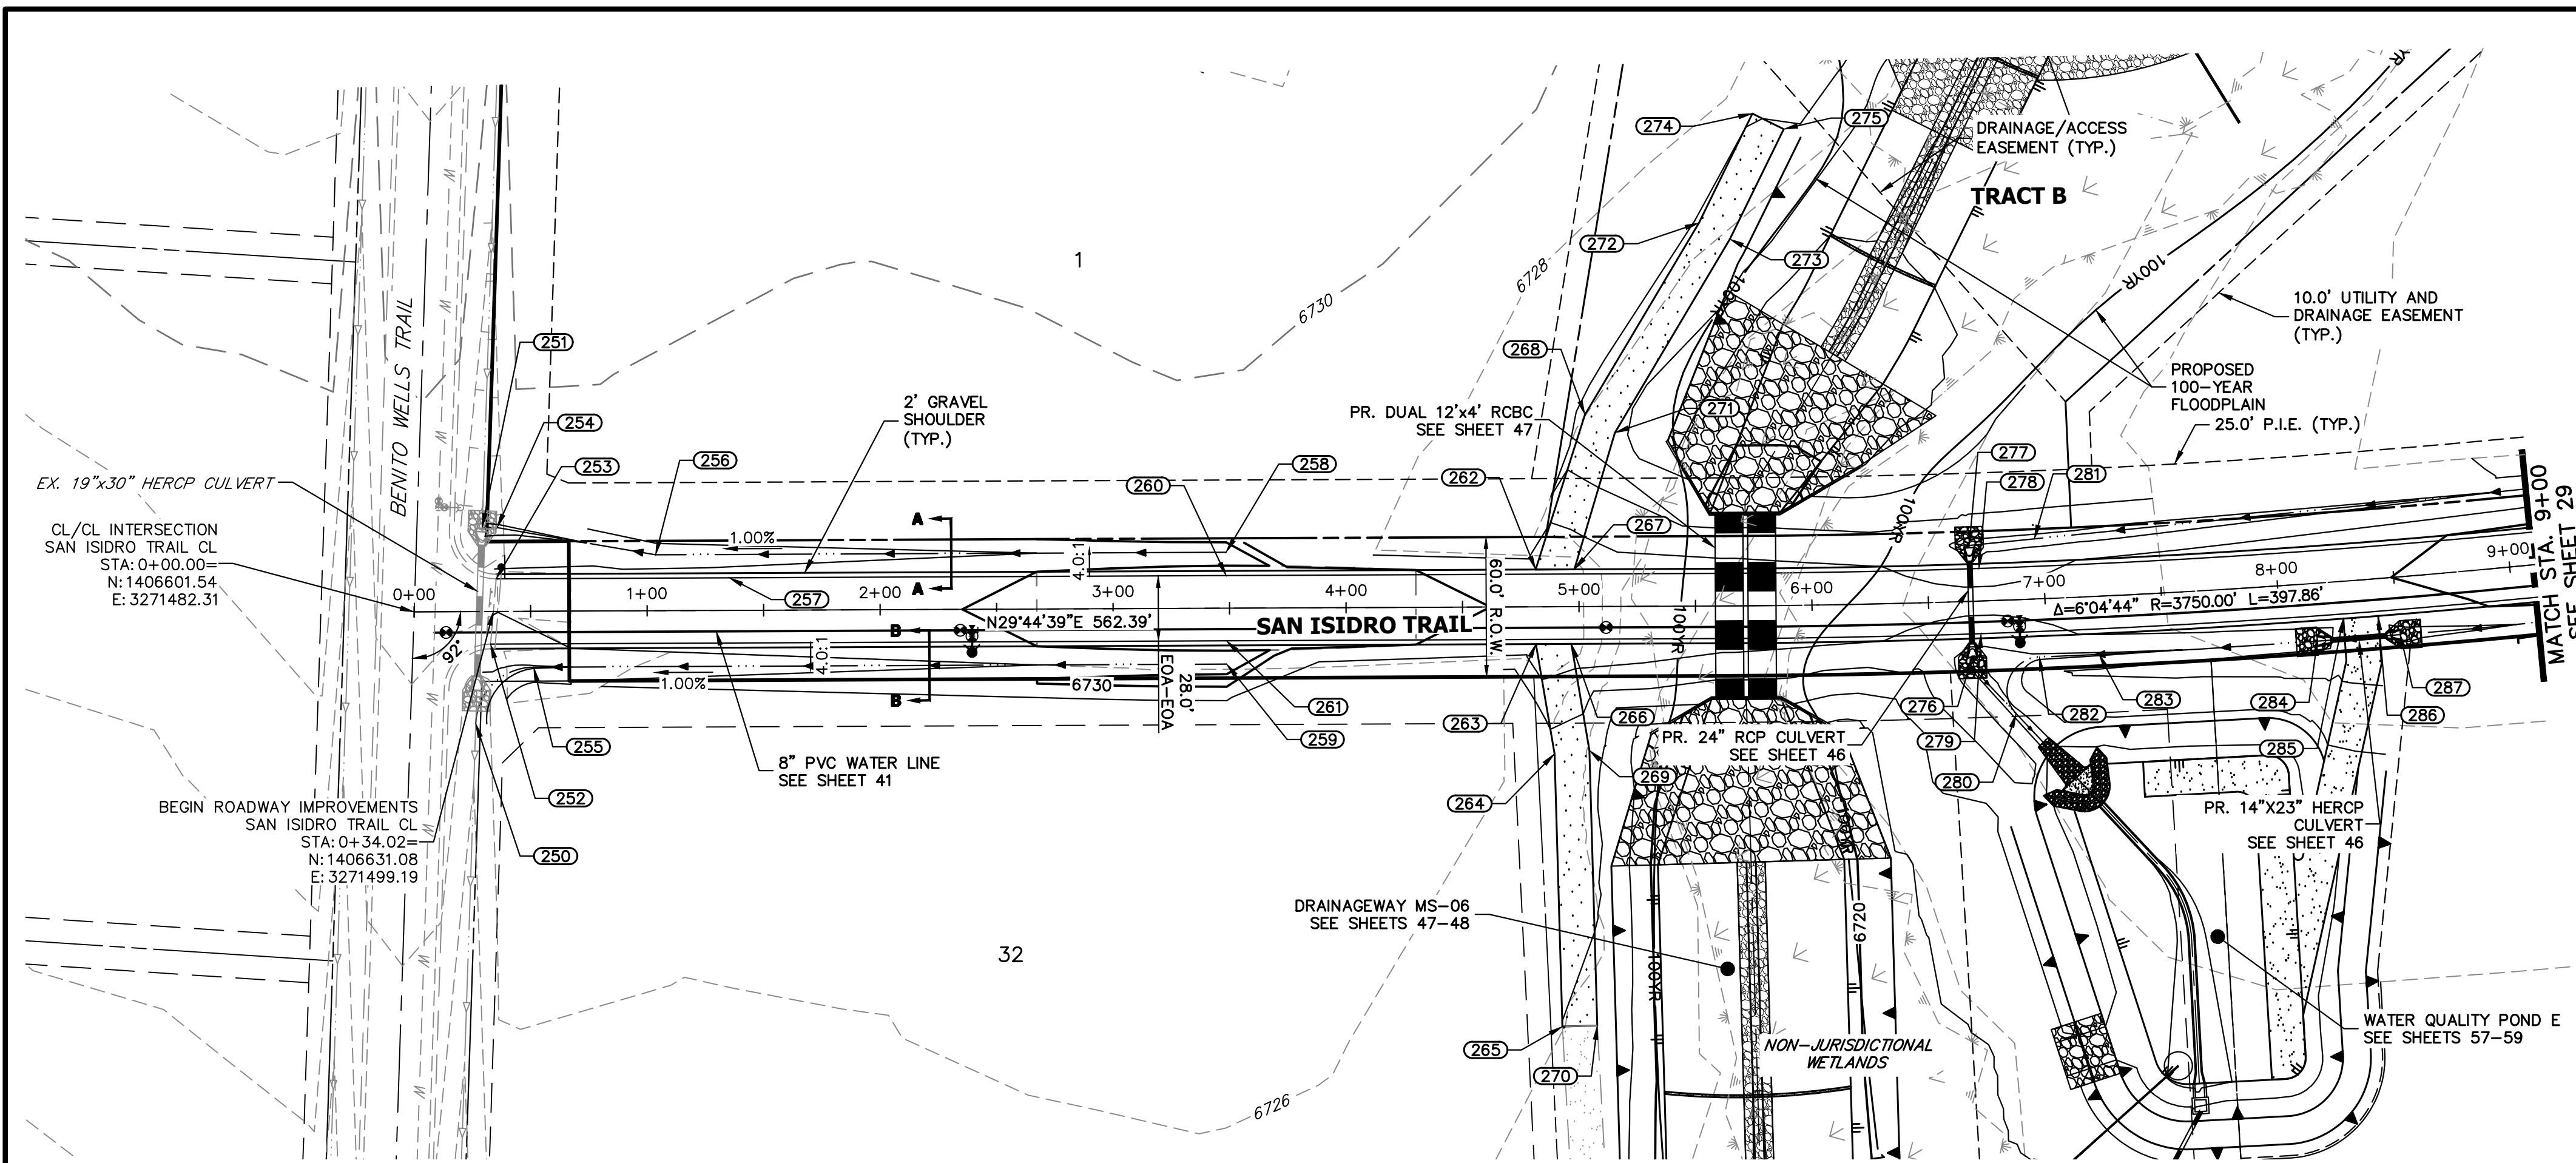 BENITO WELLS TRAIL
EX. 19"x30" HERCP CULVERT
CL/CL INTERSECTION
SAN ISIDRO TRAIL CL
STA: 0+00.00=
N: 1406601.54
E: 3271482.31
BEGIN ROADWAY IMPROVEMENTS
SAN ISIDRO TRAIL CL
STA: 0+34.02=
N: 1406631.08
E: 3271499.19
1
32
6730
6728
6730
6726
6720
251
254
253
256
257
260
258
262
268
267
271
272
273
274
275
277
278
281
250
252
255
259
261
263
264
265
266
269
270
276
279
280
282
283
284
285
286
287
2' GRAVEL
SHOULDER
(TYP.)
1.00%
1.00%
4.0:1
4.0:1
A
A
B
B
92°
0+00
1+00
2+00
3+00
4+00
5+00
6+00
7+00
8+00
9+00
N29°44'39"E 562.39'
SAN ISIDRO TRAIL
60.0' R.O.W.
28.0'
EOA-EOA
8" PVC WATER LINE
SEE SHEET 41
PR. DUAL 12'x4' RCBC
SEE SHEET 47
DRAINAGE/ACCESS
EASEMENT (TYP.)
TRACT B
10.0' UTILITY AND
DRAINAGE EASEMENT
(TYP.)
PROPOSED
100-YEAR
FLOODPLAIN
25.0' P.I.E. (TYP.)
100YR
100YR
100YR
100YR
100YR
100YR
YR
Δ=6°04'44" R=3750.00' L=397.86'
MATCH STA. 9+00
SEE SHEET 29
PR. 24" RCP CULVERT
SEE SHEET 46
PR. 14"X23" HERCP
CULVERT
SEE SHEET 46
DRAINAGEWAY MS-06
SEE SHEETS 47-48
NON-JURISDICTIONAL
WETLANDS
WATER QUALITY POND E
SEE SHEETS 57-59